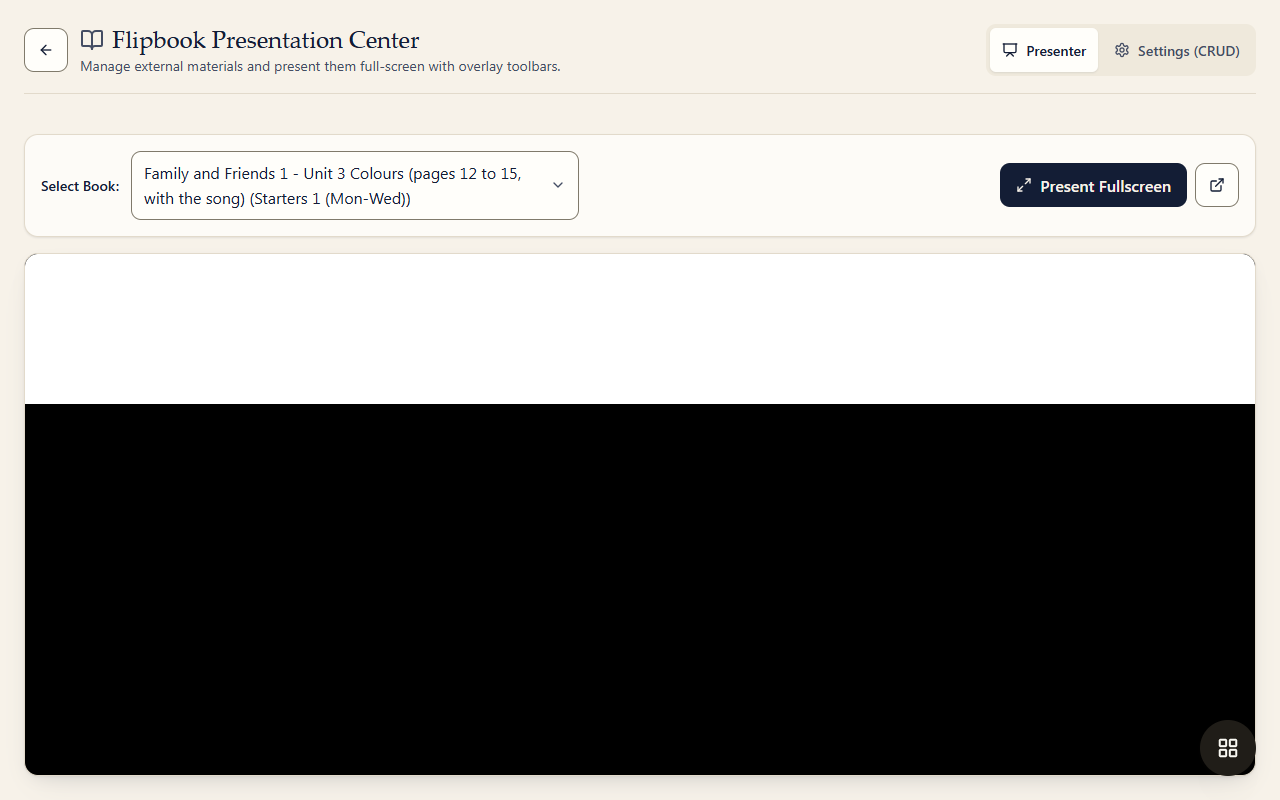 Flipbook Presentation Center
Manage external materials and present them full-screen with overlay toolbars.
Presenter
Settings (CRUD)
Select Book:
Family and Friends 1 - Unit 3 Colours (pages 12 to 15,
with the song) (Starters 1 (Mon-Wed))
Present Fullscreen